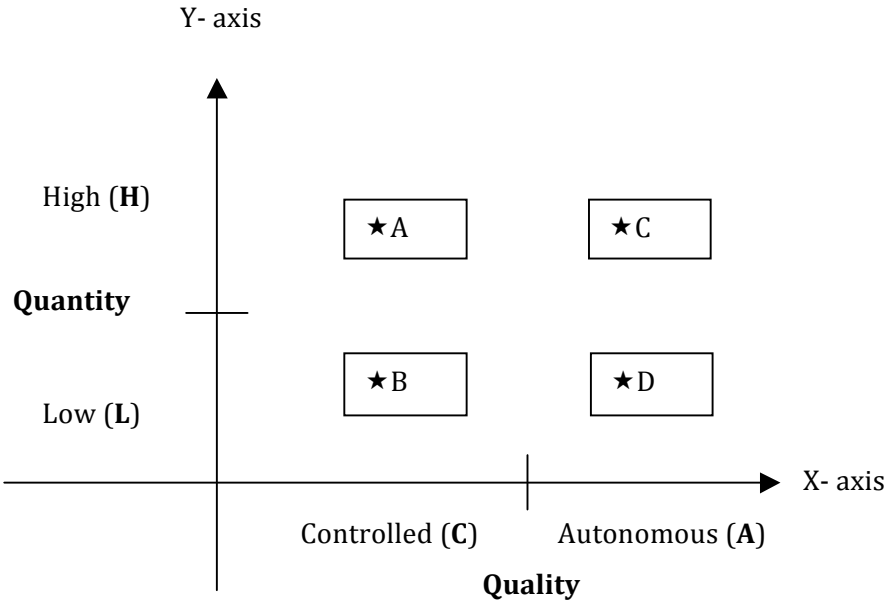 Y- axis
High (H)
★A
★C
Quantity
★B
★D
Low (L)
X- axis
Controlled (C)
Autonomous (A)
Quality